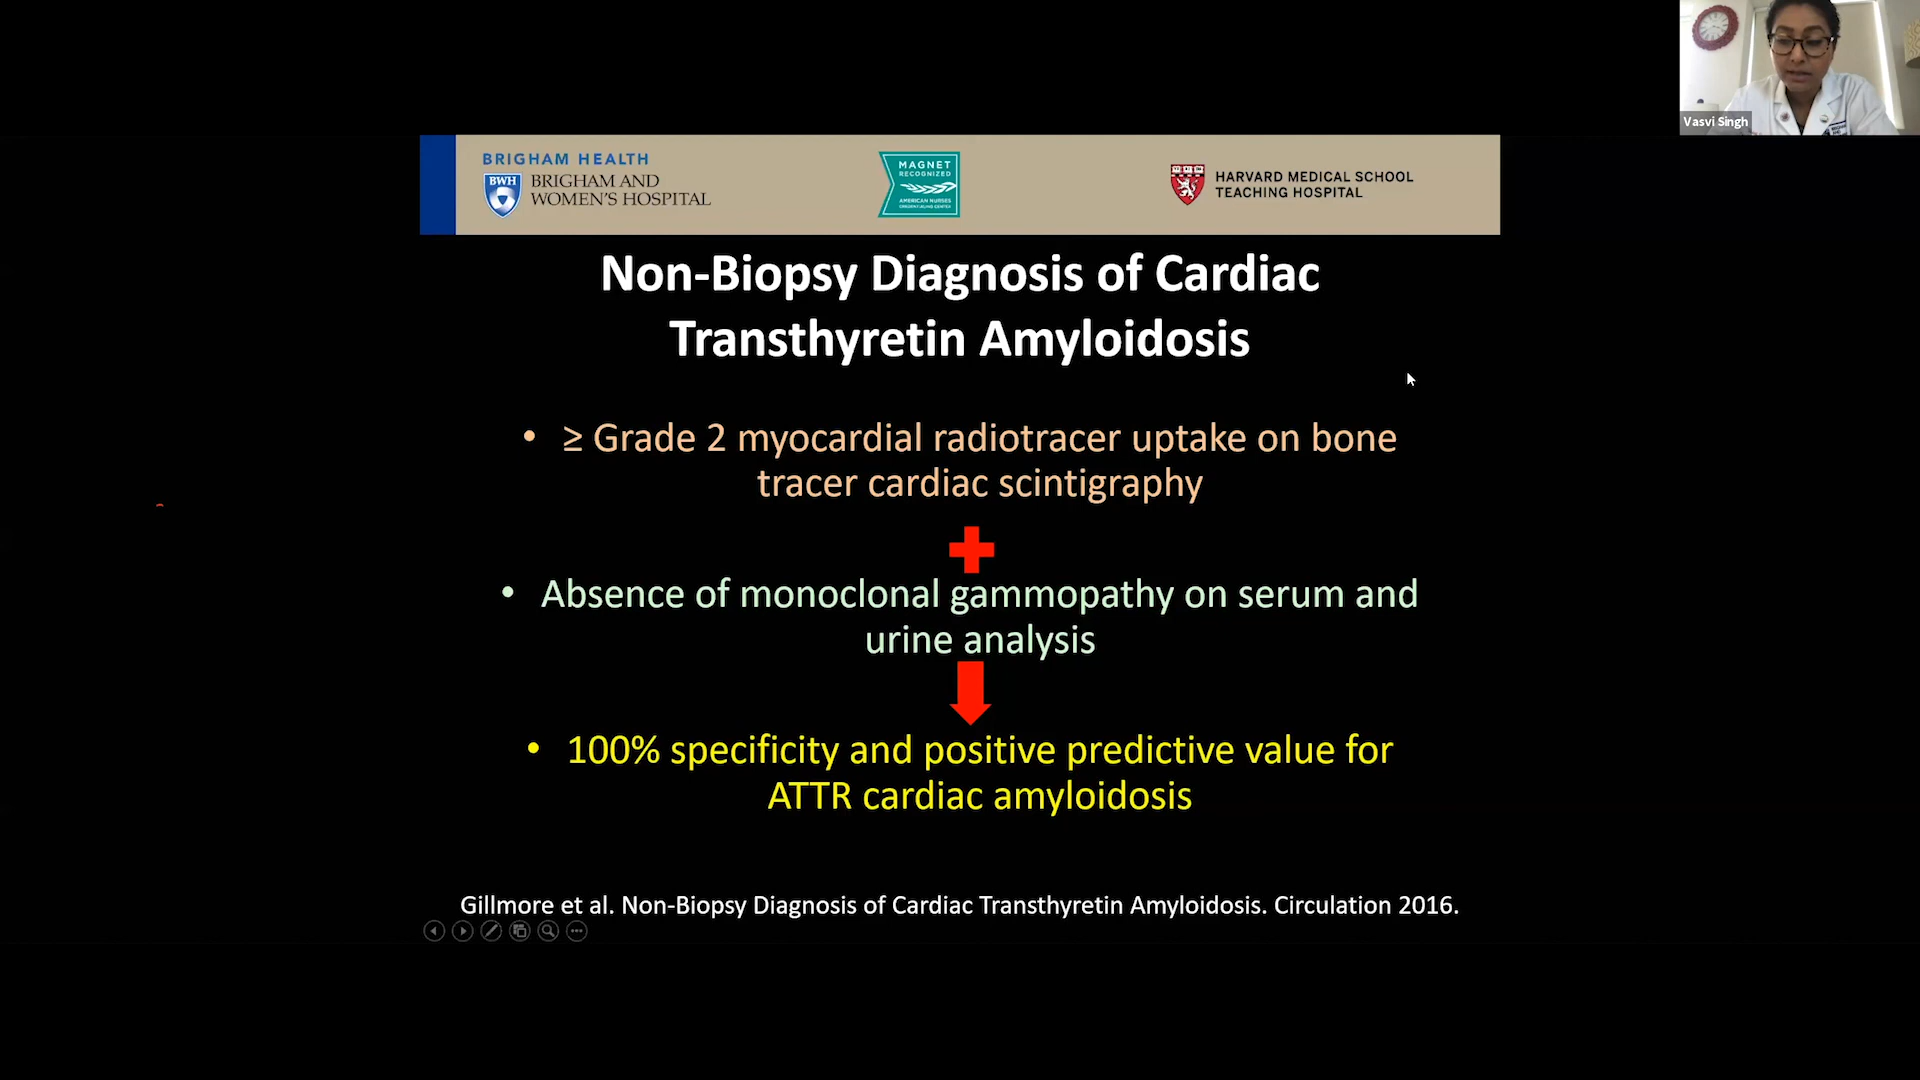 Vasvi Singh
BRIGHAM HEALTH
BWH
BRIGHAM AND
WOMEN'S HOSPITAL
MAGNET
RECOGNIZED
AMERICAN NURSES
CREDENTIALING CENTER
HARVARD MEDICAL SCHOOL
TEACHING HOSPITAL
Non-Biopsy Diagnosis of Cardiac
Transthyretin Amyloidosis
• ≥ Grade 2 myocardial radiotracer uptake on bone
tracer cardiac scintigraphy
• Absence of monoclonal gammopathy on serum and
urine analysis
• 100% specificity and positive predictive value for
ATTR cardiac amyloidosis
Gillmore et al. Non-Biopsy Diagnosis of Cardiac Transthyretin Amyloidosis. Circulation 2016.